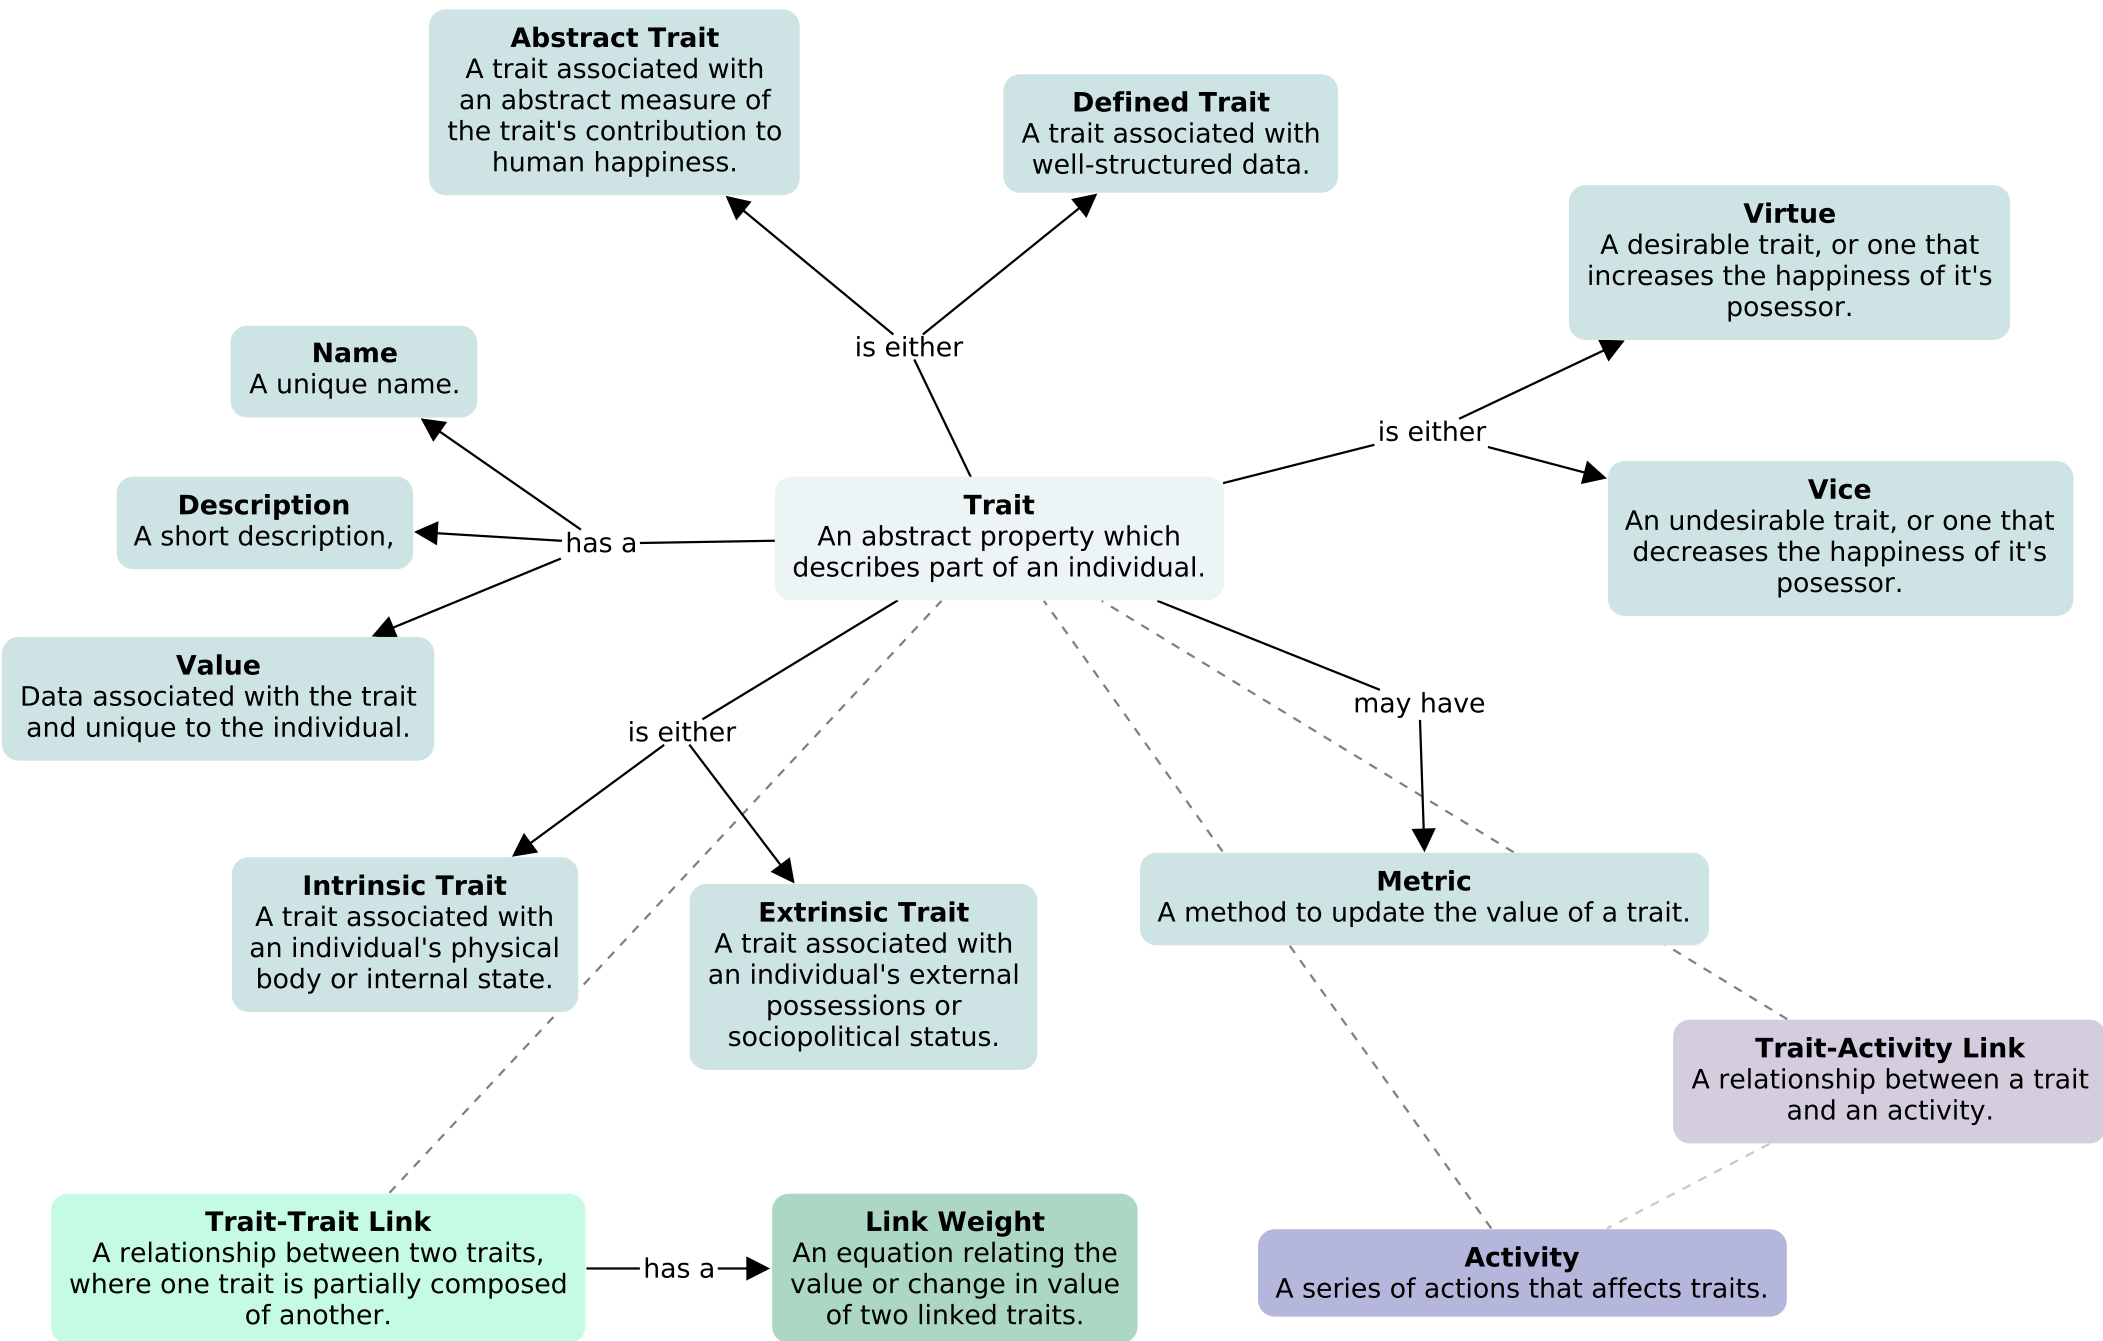 Abstract Trait
A trait associated with
an abstract measure of
the trait's contribution to
human happiness.
Defined Trait
A trait associated with
well-structured data.
Virtue
A desirable trait, or one that
increases the happiness of it's
posessor.
is either
Name
A unique name.
is either
Description
A short description,
has a
Trait
An abstract property which
describes part of an individual.
Vice
An undesirable trait, or one that
decreases the happiness of it's
posessor.
Value
Data associated with the trait
and unique to the individual.
is either
may have
Intrinsic Trait
A trait associated with
an individual's physical
body or internal state.
Extrinsic Trait
A trait associated with
an individual's external
possessions or
sociopolitical status.
Metric
A method to update the value of a trait.
Trait-Activity Link
A relationship between a trait
and an activity.
Trait-Trait Link
A relationship between two traits,
where one trait is partially composed
of another.
has a
Link Weight
An equation relating the
value or change in value
of two linked traits.
Activity
A series of actions that affects traits.